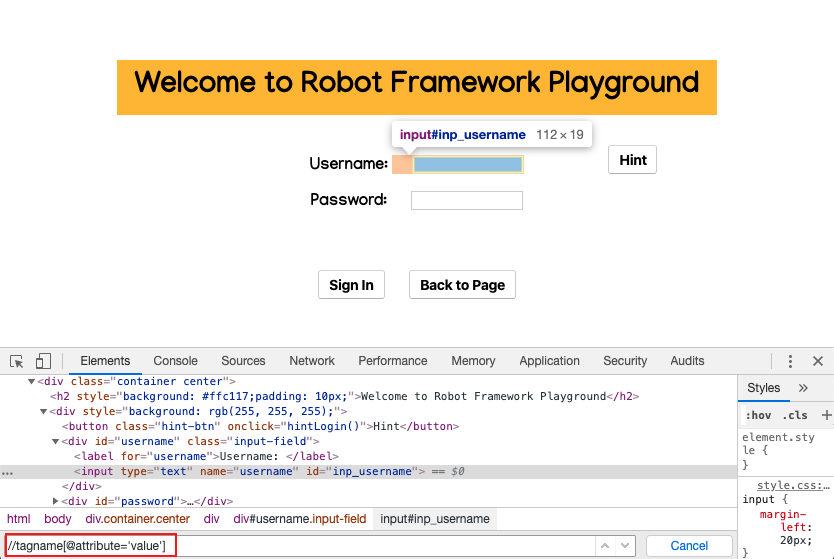 Welcome to Robot Framework Playground
input#inp_username 112 × 19
Username: Hint
Password:
Sign In Back to Page
Elements Console Sources Network Performance Memory Application Security Audits
<div class="container center">
<h2 style="background: #ffc117;padding: 10px;">Welcome to Robot Framework Playground</h2>
<div style="background: rgb(255, 255, 255);">
<button class="hint-btn" onclick="hintLogin()">Hint</button>
<div id="username" class="input-field">
<label for="username">Username: </label>
... <input type="text" name="username" id="inp_username"> == $0
</div>
<div id="password">…</div>
html body div.container.center div div#username.input-field input#inp_username
//tagname[@attribute='value'] Cancel
Styles »
:hov .cls +
element.sty
le {
}
style.css:…
input {
margin-
left:
20px;
}